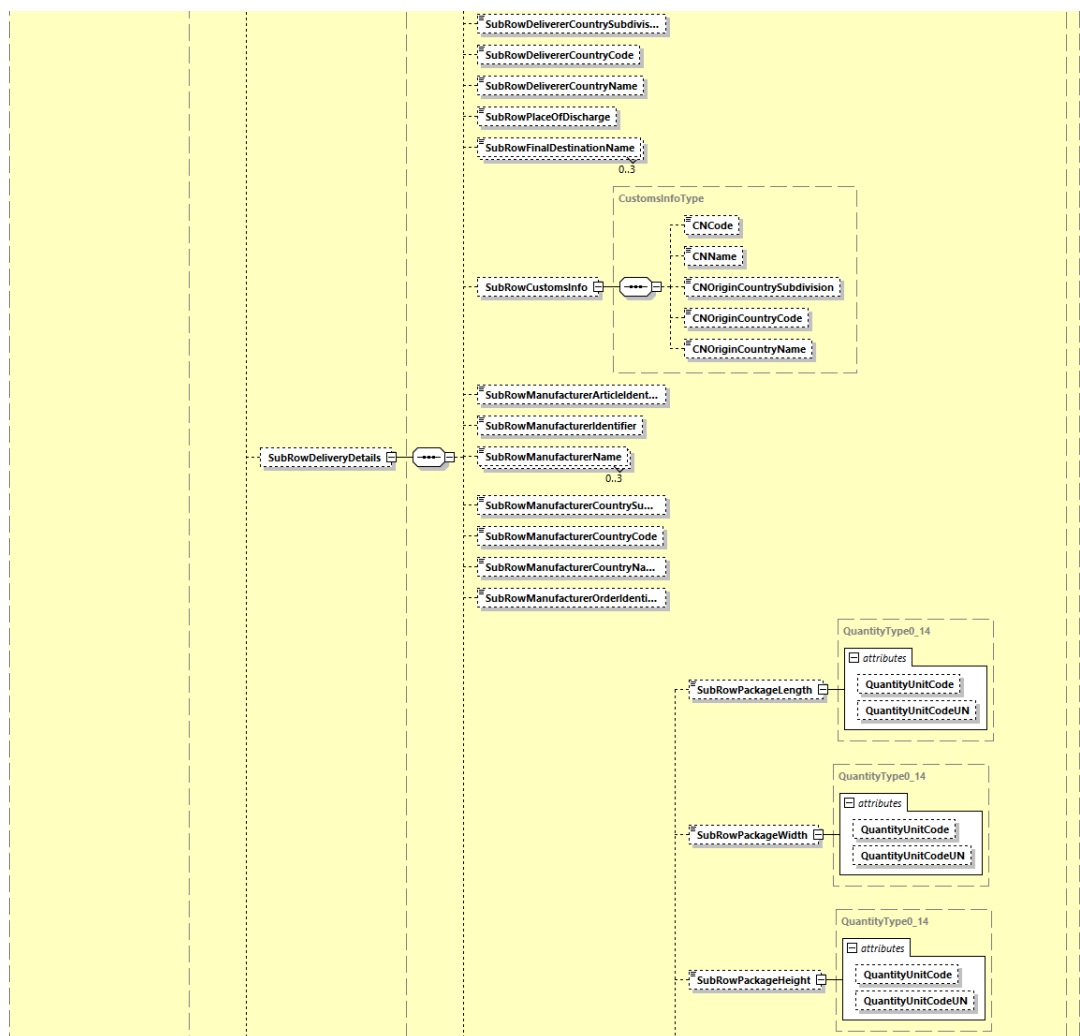 SubRowDelivererCountrySubdivis...
SubRowDelivererCountryCode
SubRowDelivererCountryName
SubRowPlaceOfDischarge
SubRowFinalDestinationName
0..3
CustomsInfoType
CNCode
CNName
SubRowCustomsInfo
CNOriginCountrySubdivision
CNOriginCountryCode
CNOriginCountryName
SubRowManufacturerArticleIdent...
SubRowManufacturerIdentifier
SubRowDeliveryDetails
SubRowManufacturerName
0..3
SubRowManufacturerCountrySu...
SubRowManufacturerCountryCode
SubRowManufacturerCountryNa...
SubRowManufacturerOrderIdenti...
QuantityType0_14
attributes
SubRowPackageLength
QuantityUnitCode
QuantityUnitCodeUN
QuantityType0_14
attributes
SubRowPackageWidth
QuantityUnitCode
QuantityUnitCodeUN
QuantityType0_14
attributes
SubRowPackageHeight
QuantityUnitCode
QuantityUnitCodeUN